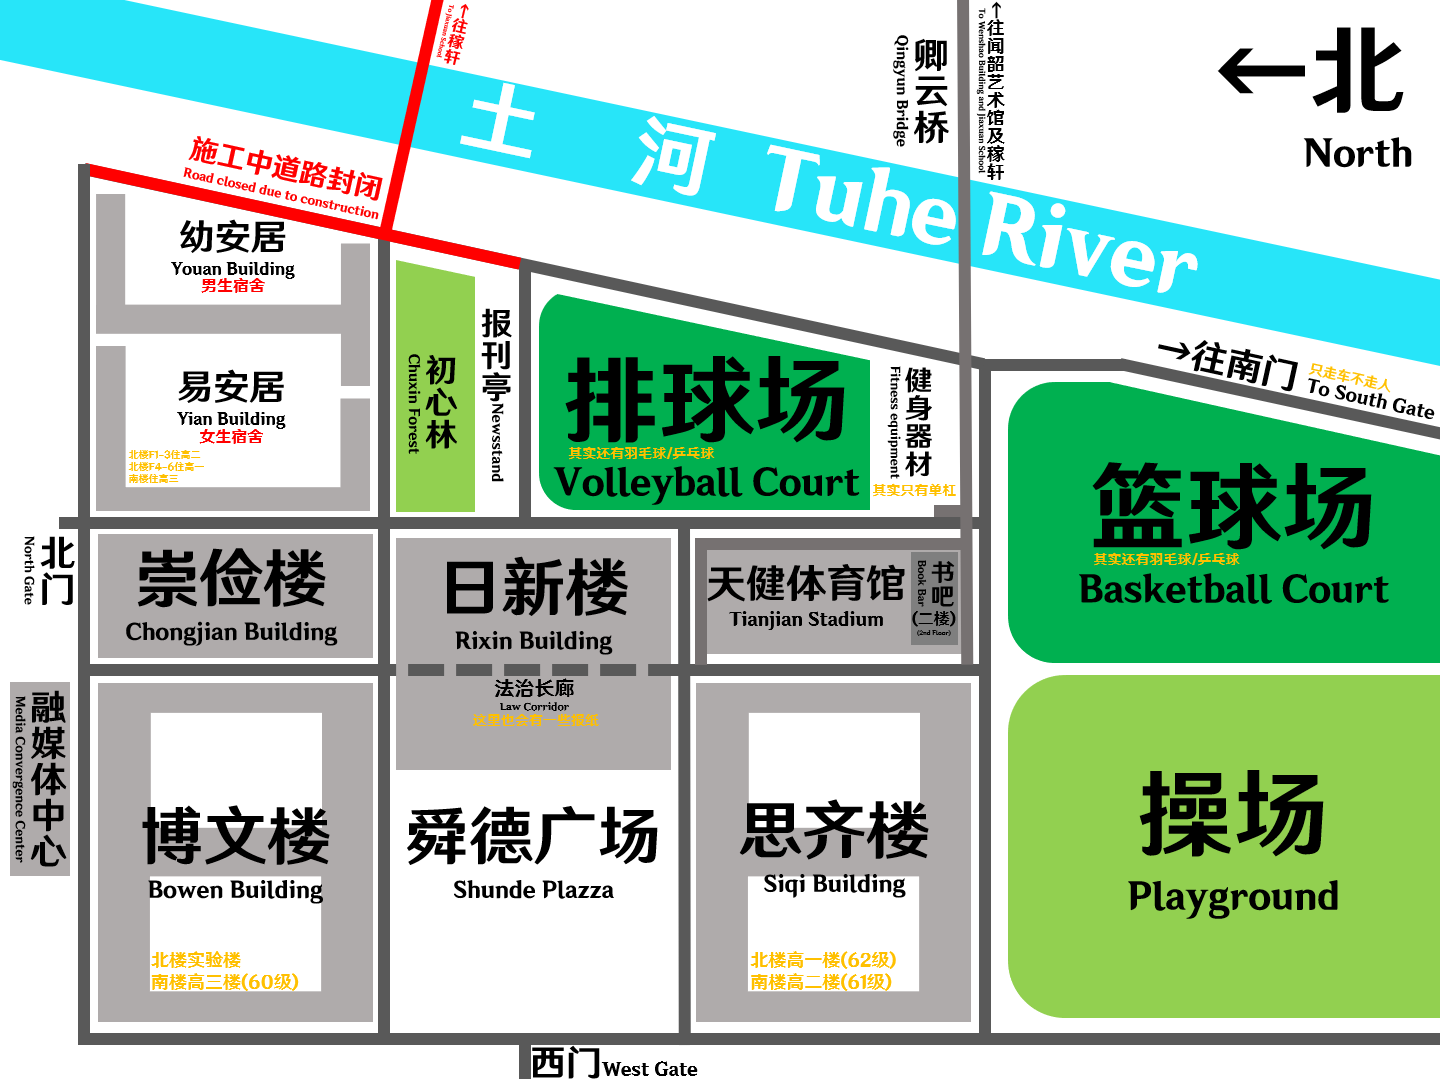 ←往稼轩
To Jiaxuan School
←往闻韶艺术馆及稼轩
To Wenshao Building and Jiaxuan School
卿云桥
Qingyun Bridge
←北
North
土河 Tuhe River
施工中道路封闭
Road closed due to construction
幼安居
Youan Building
男生宿舍
易安居
Yian Building
女生宿舍
北楼F1-3住高二
北楼F4-6住高一
南楼住高三
初心林
Chuxin Forest
报刊亭
Newsstand
排球场
其实还有羽毛球/乒乓球
Volleyball Court
健身器材
Fitness equipment
其实只有单杠
→往南门
只走车不走人
To South Gate
篮球场
其实还有羽毛球/乒乓球
Basketball Court
北门
North Gate
崇俭楼
Chongjian Building
日新楼
Rixin Building
天健体育馆
Tianjian Stadium
书吧
Book Bar
(二楼)
(2nd Floor)
法治长廊
Law Corridor
这里也会有一些报纸
融媒体中心
Media Convergence Center
博文楼
Bowen Building
北楼实验楼
南楼高三楼(60级)
舜德广场
Shunde Plazza
思齐楼
Siqi Building
北楼高一楼(62级)
南楼高二楼(61级)
操场
Playground
西门
West Gate